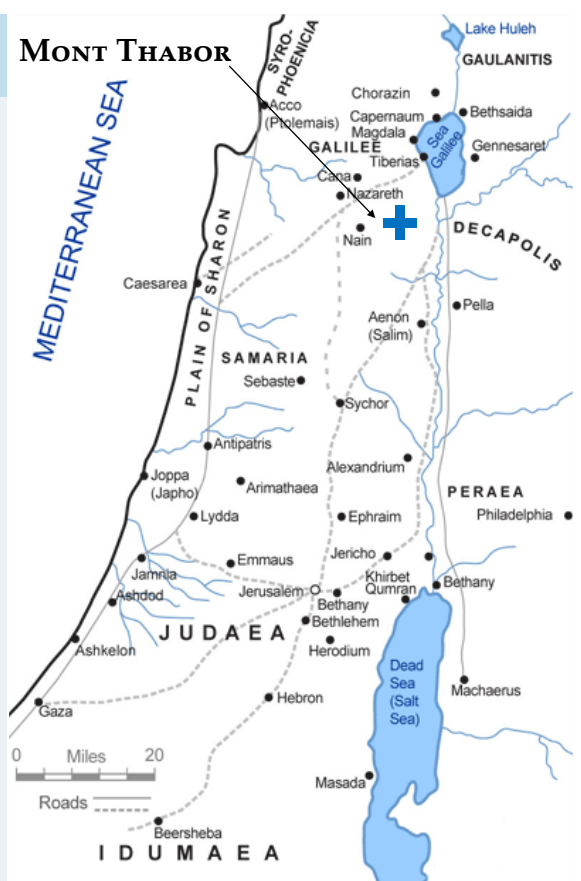 MONT THABOR
MEDITERRANEAN SEA
SYRO-
PHOENICIA
Lake Huleh
GAULANITIS
Chorazin
Acco
(Ptolemais)
Capernaum
Bethsaida
Magdala
Sea
Galilee
GALILEE
Tiberias
Gennesaret
Cana
Nazareth
Nain
DECAPOLIS
PLAIN OF SHARON
Caesarea
Pella
Aenon
(Salim)
SAMARIA
Sebaste
Sychor
Antipatris
Alexandrium
Joppa
(Japho)
Arimathaea
PERAEA
Lydda
Ephraim
Philadelphia
Emmaus
Jericho
Jamnia
Khirbet
Qumran
Bethany
Jerusalem
Bethany
Ashdod
Bethlehem
JUDAEA
Herodium
Ashkelon
Dead
Sea
(Salt
Sea)
Machaerus
Hebron
Gaza
0 Miles 20
Masada
Roads
Beersheba
IDUMAEA